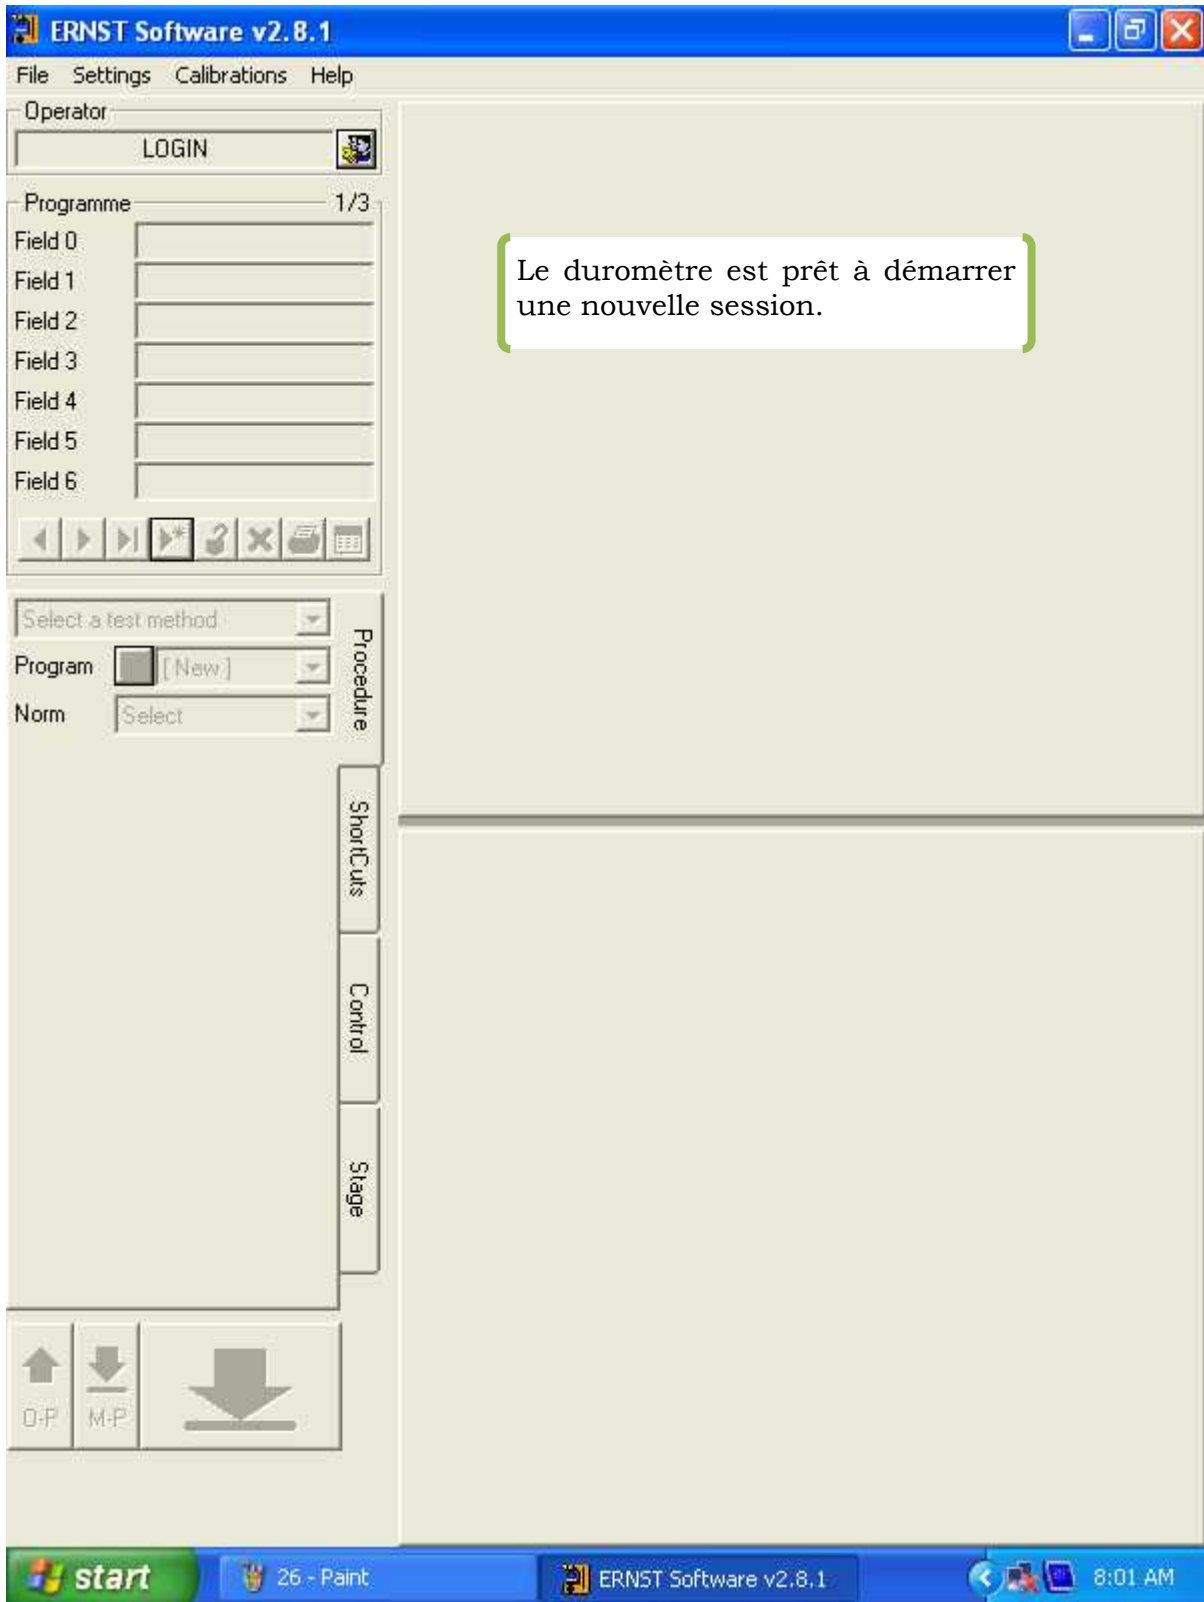 ERNST Software v2.8.1
File Settings Calibrations Help
Operator
LOGIN
Programme 1/3
Field 0
Field 1
Field 2
Field 3
Field 4
Field 5
Field 6
Le duromètre est prêt à démarrer
une nouvelle session.
Select a test method
Program [ New ]
Norm Select
Procedure
ShortCuts
Control
Stage
O-P M-P
start 26 - Paint ERNST Software v2.8.1 8:01 AM